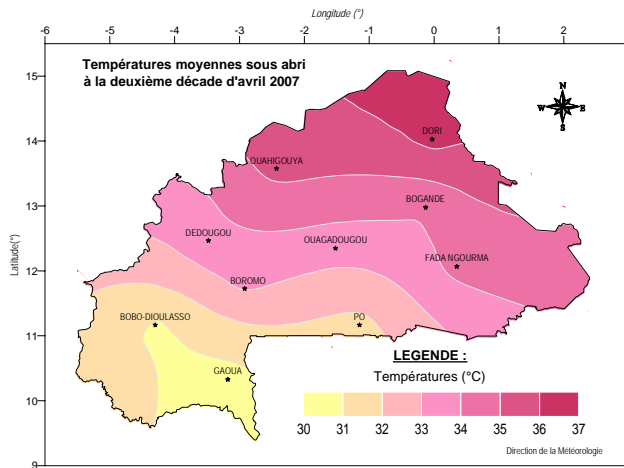 Longitude (°)
-6 -5 -4 -3 -2 -1 0 1 2
Températures moyennes sous abri
à la deuxième décade d'avril 2007
N
W E
S
15
14
13
12
11
10
9
Latitude(°)
DORI
OUAHIGOUYA
BOGANDE
DEDOUGOU
OUAGADOUGOU
FADA NGOURMA
BOROMO
BOBO-DIOULASSO
PO
GAOUA
LEGENDE :
Températures (°C)
30 31 32 33 34 35 36 37
Direction de la Météorologie